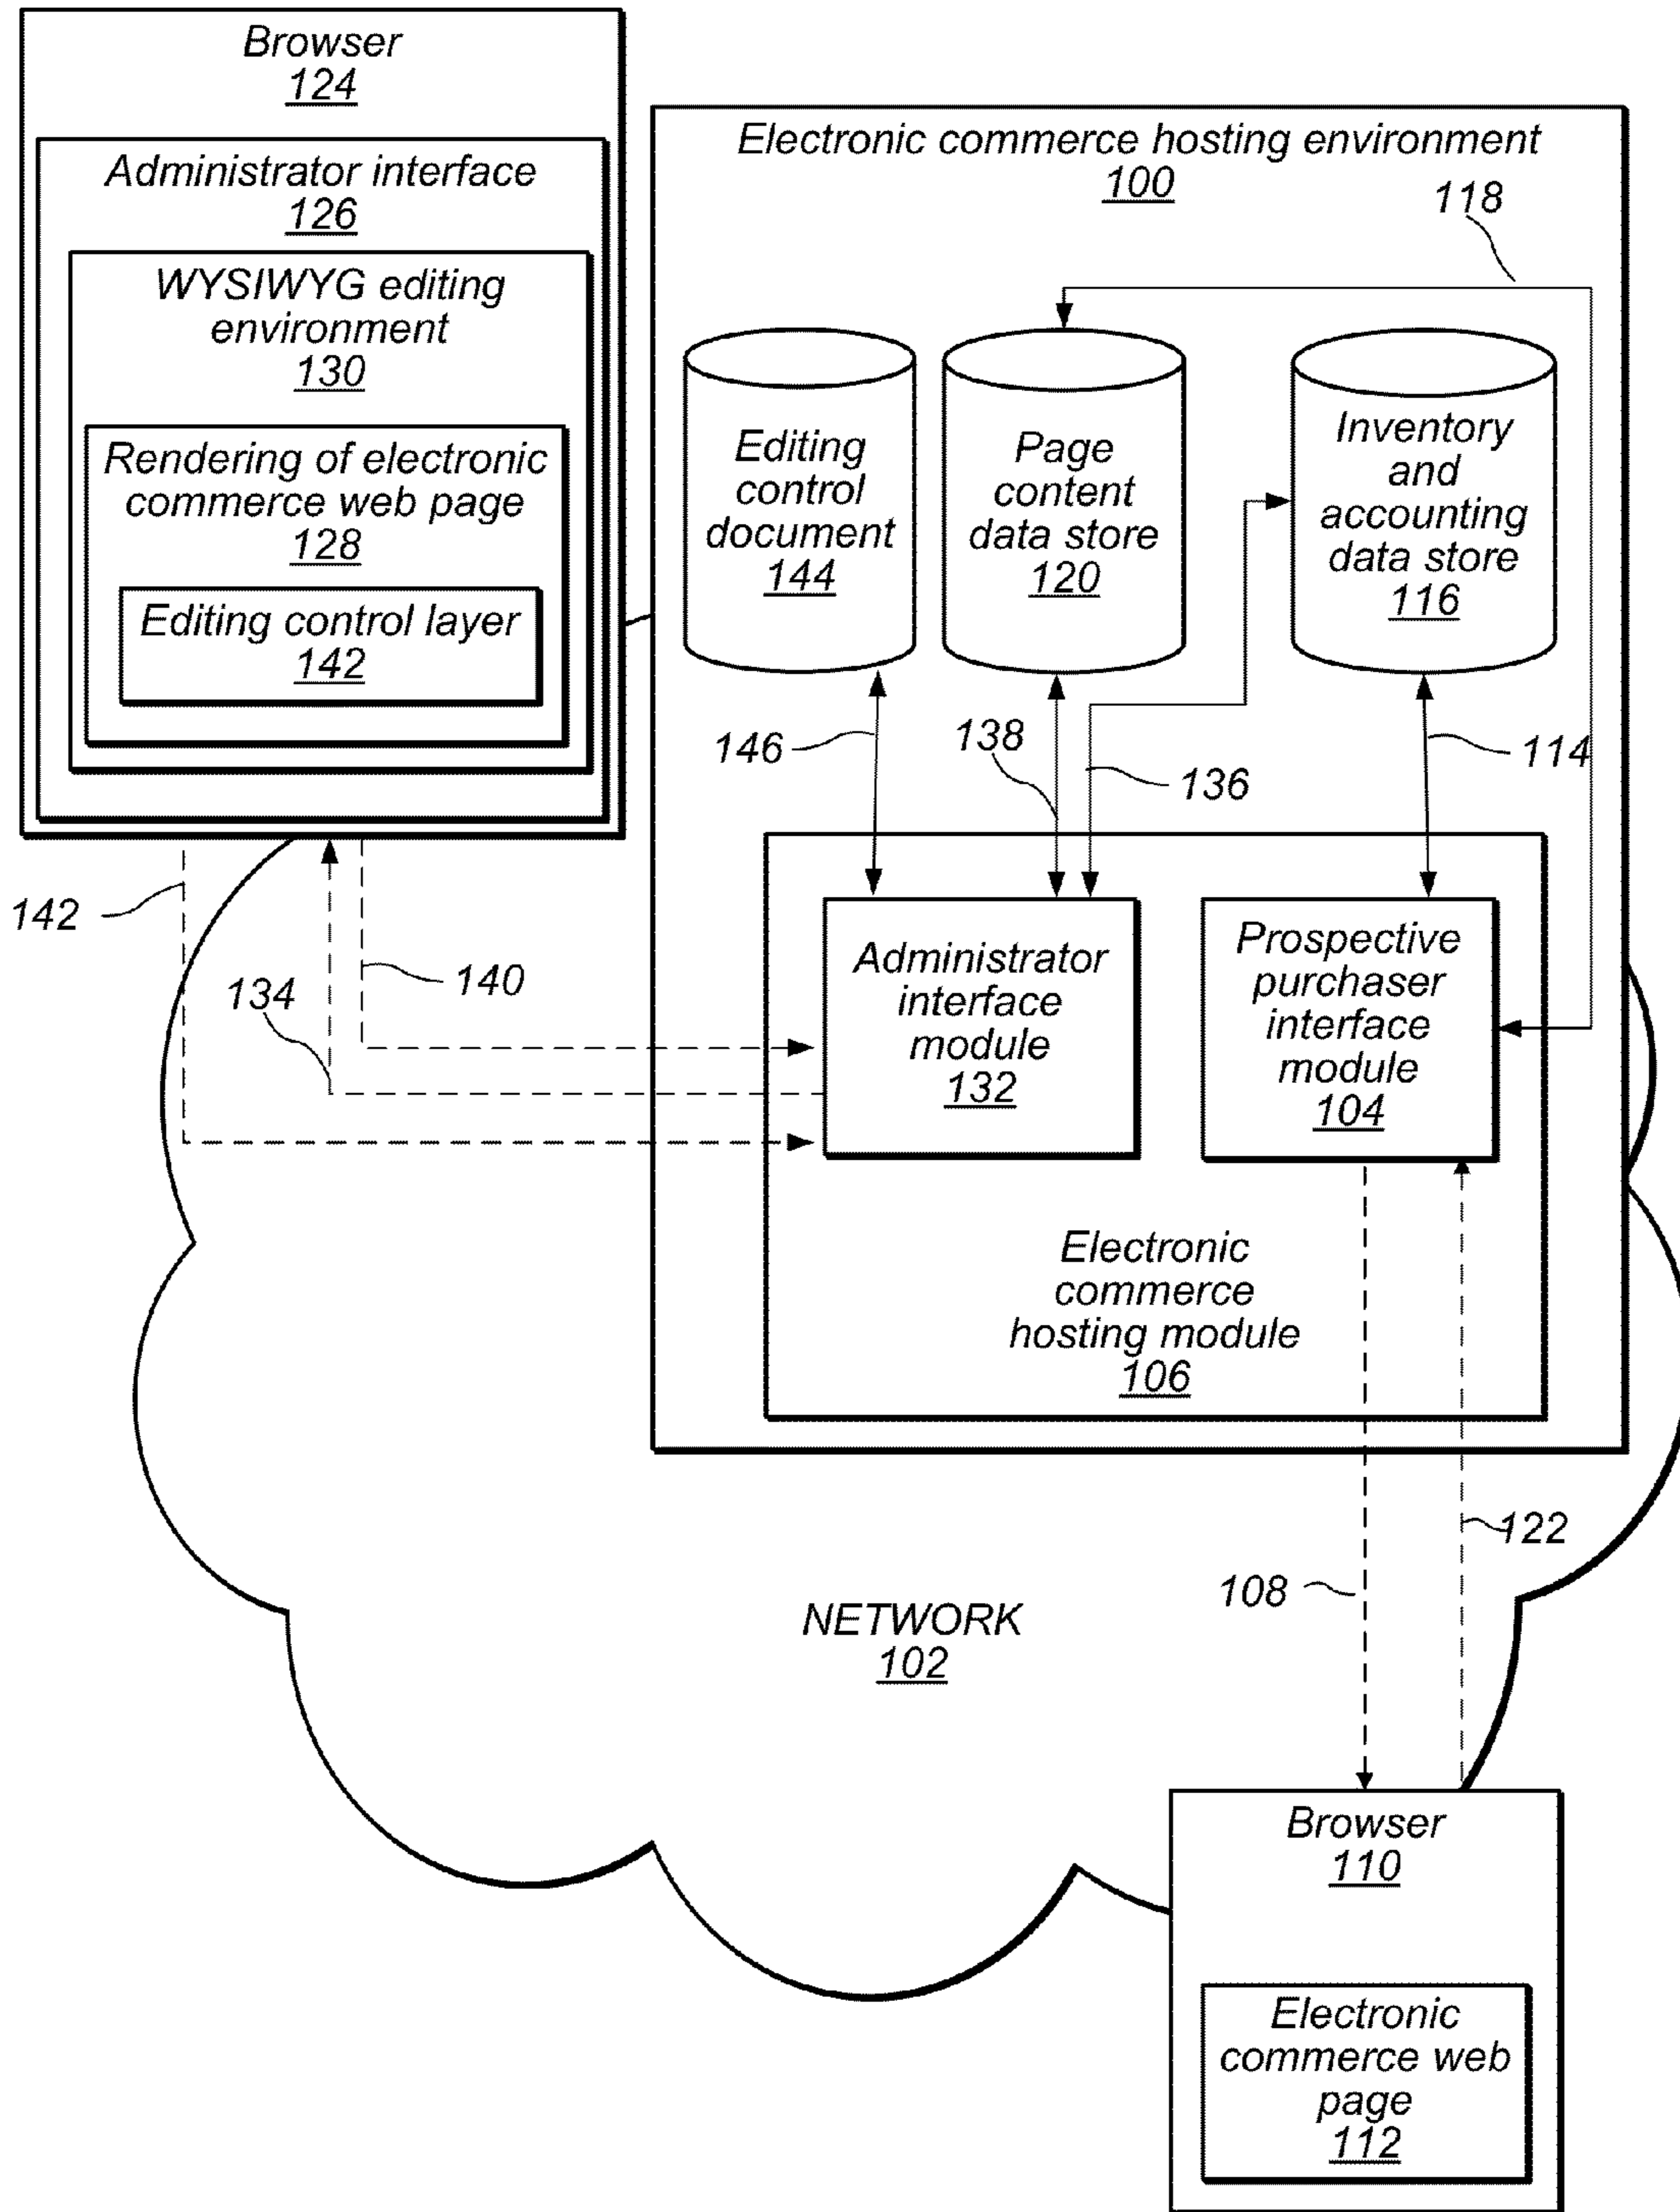 Browser
124
Administrator interface
126
WYSIWYG editing
environment
130
Rendering of electronic
commerce web page
128
Editing control layer
142
Electronic commerce hosting environment
100
118
Editing
control
document
144
Page
content
data store
120
Inventory
and
accounting
data store
116
146
138
136
114
142
134
140
Administrator
interface
module
132
Prospective
purchaser
interface
module
104
Electronic
commerce
hosting module
106
108
122
NETWORK
102
Browser
110
Electronic
commerce web
page
112